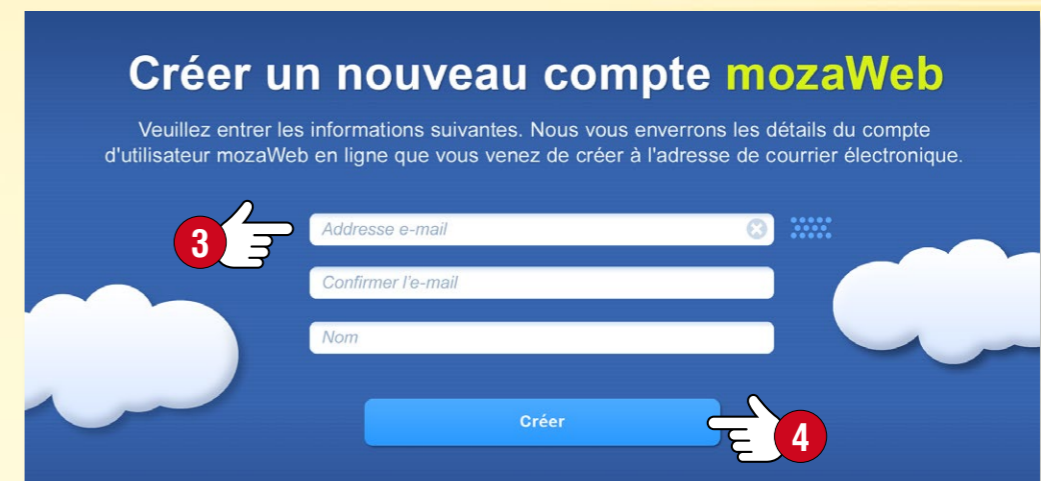 Créer un nouveau compte mozaWeb
Veuillez entrer les informations suivantes. Nous vous enverrons les détails du compte
d'utilisateur mozaWeb en ligne que vous venez de créer à l'adresse de courrier électronique.
3
Addresse e-mail
Confirmer l'e-mail
Nom
Créer
4